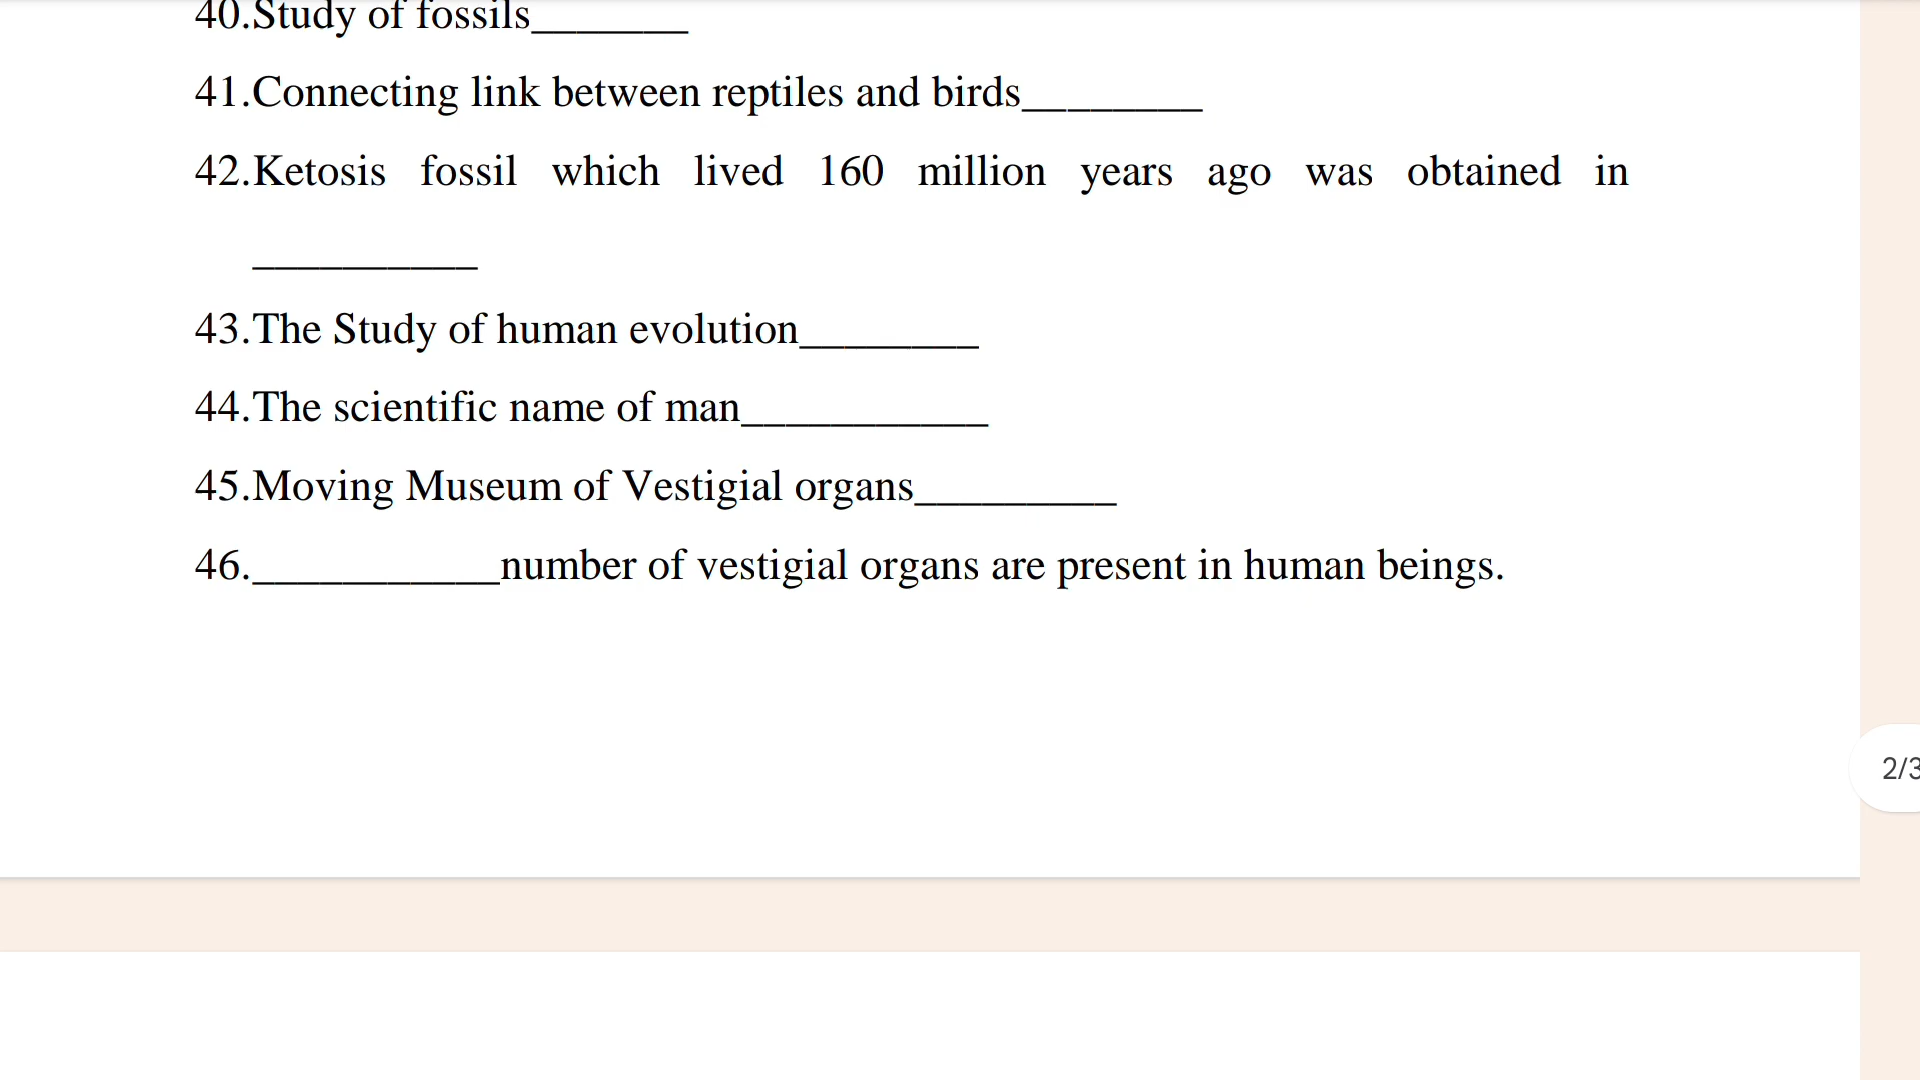 40.Study of fossils_______
41.Connecting link between reptiles and birds________
42.Ketosis fossil which lived 160 million years ago was obtained in
__________
43.The Study of human evolution________
44.The scientific name of man___________
45.Moving Museum of Vestigial organs_________
46.___________number of vestigial organs are present in human beings.
2/3